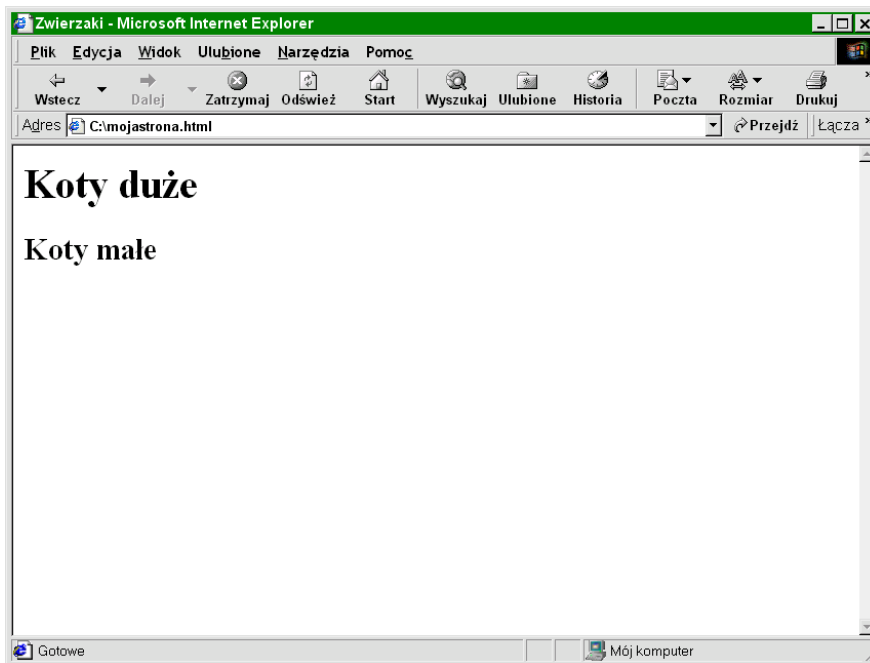 Zwierzaki - Microsoft Internet Explorer
Plik Edycja Widok Ulubione Narzędzia Pomoc
Wstecz Dalej Zatrzymaj Odśwież Start Wyszukaj Ulubione Historia Poczta Rozmiar Drukuj
Adres C:\mojastrona.html Przejdź Łącza
Koty duże
Koty małe
Gotowe Mój komputer